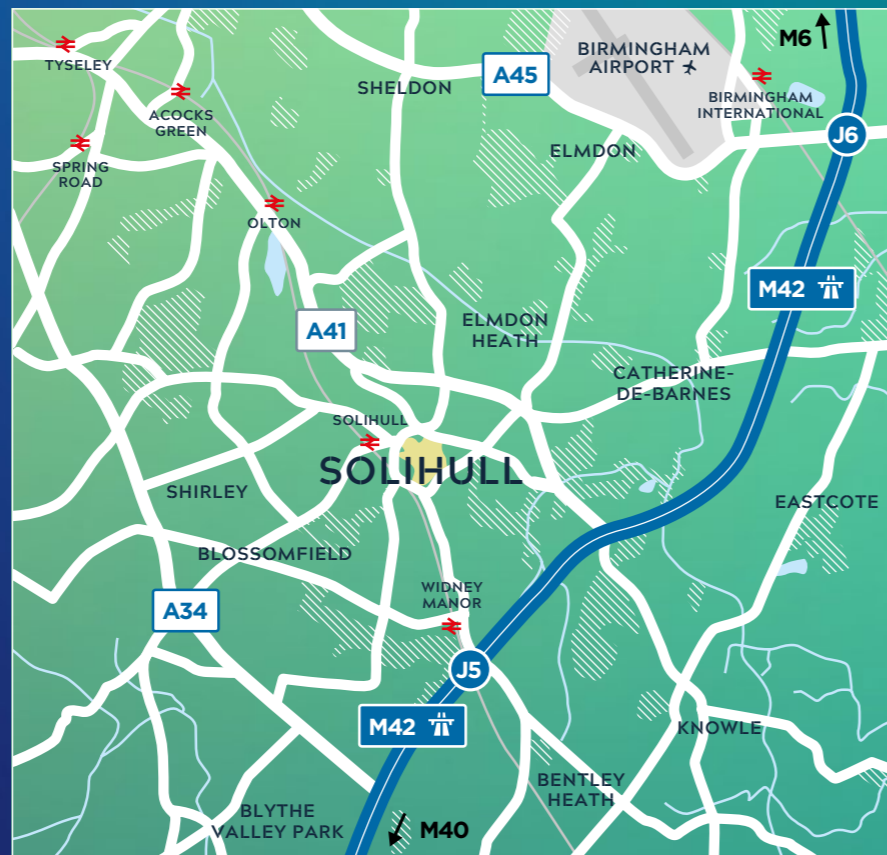 M6
BIRMINGHAM
AIRPORT
TYSELEY
A45
SHELDON
BIRMINGHAM
INTERNATIONAL
ACOCKS
GREEN
J6
ELMDON
SPRING
ROAD
OLTON
M42
A41
ELMDON
HEATH
CATHERINE-
DE-BARNES
SOLIHULL
SOLIHULL
SHIRLEY
EASTCOTE
BLOSSOMFIELD
WIDNEY
MANOR
A34
J5
M42
KNOWLE
BENTLEY
HEATH
BLYTHE
VALLEY PARK
M40